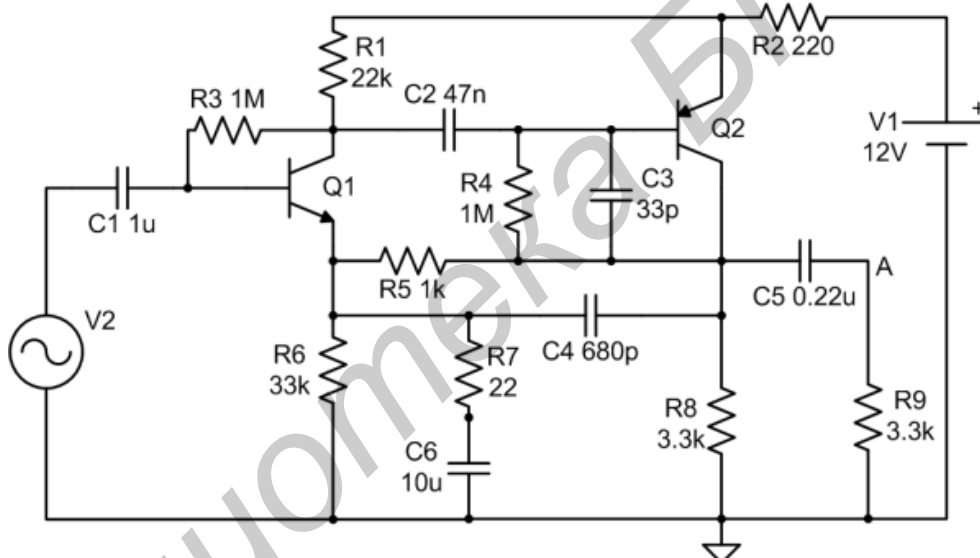 R1
22k
R2 220
R3 1M
C2 47n
Q2
V1
12V
+
Q1
R4
1M
C3
33p
C1 1u
R5 1k
C5 0.22u
A
V2
C4 680p
R6
33k
R7
22
R8
3.3k
R9
3.3k
C6
10u